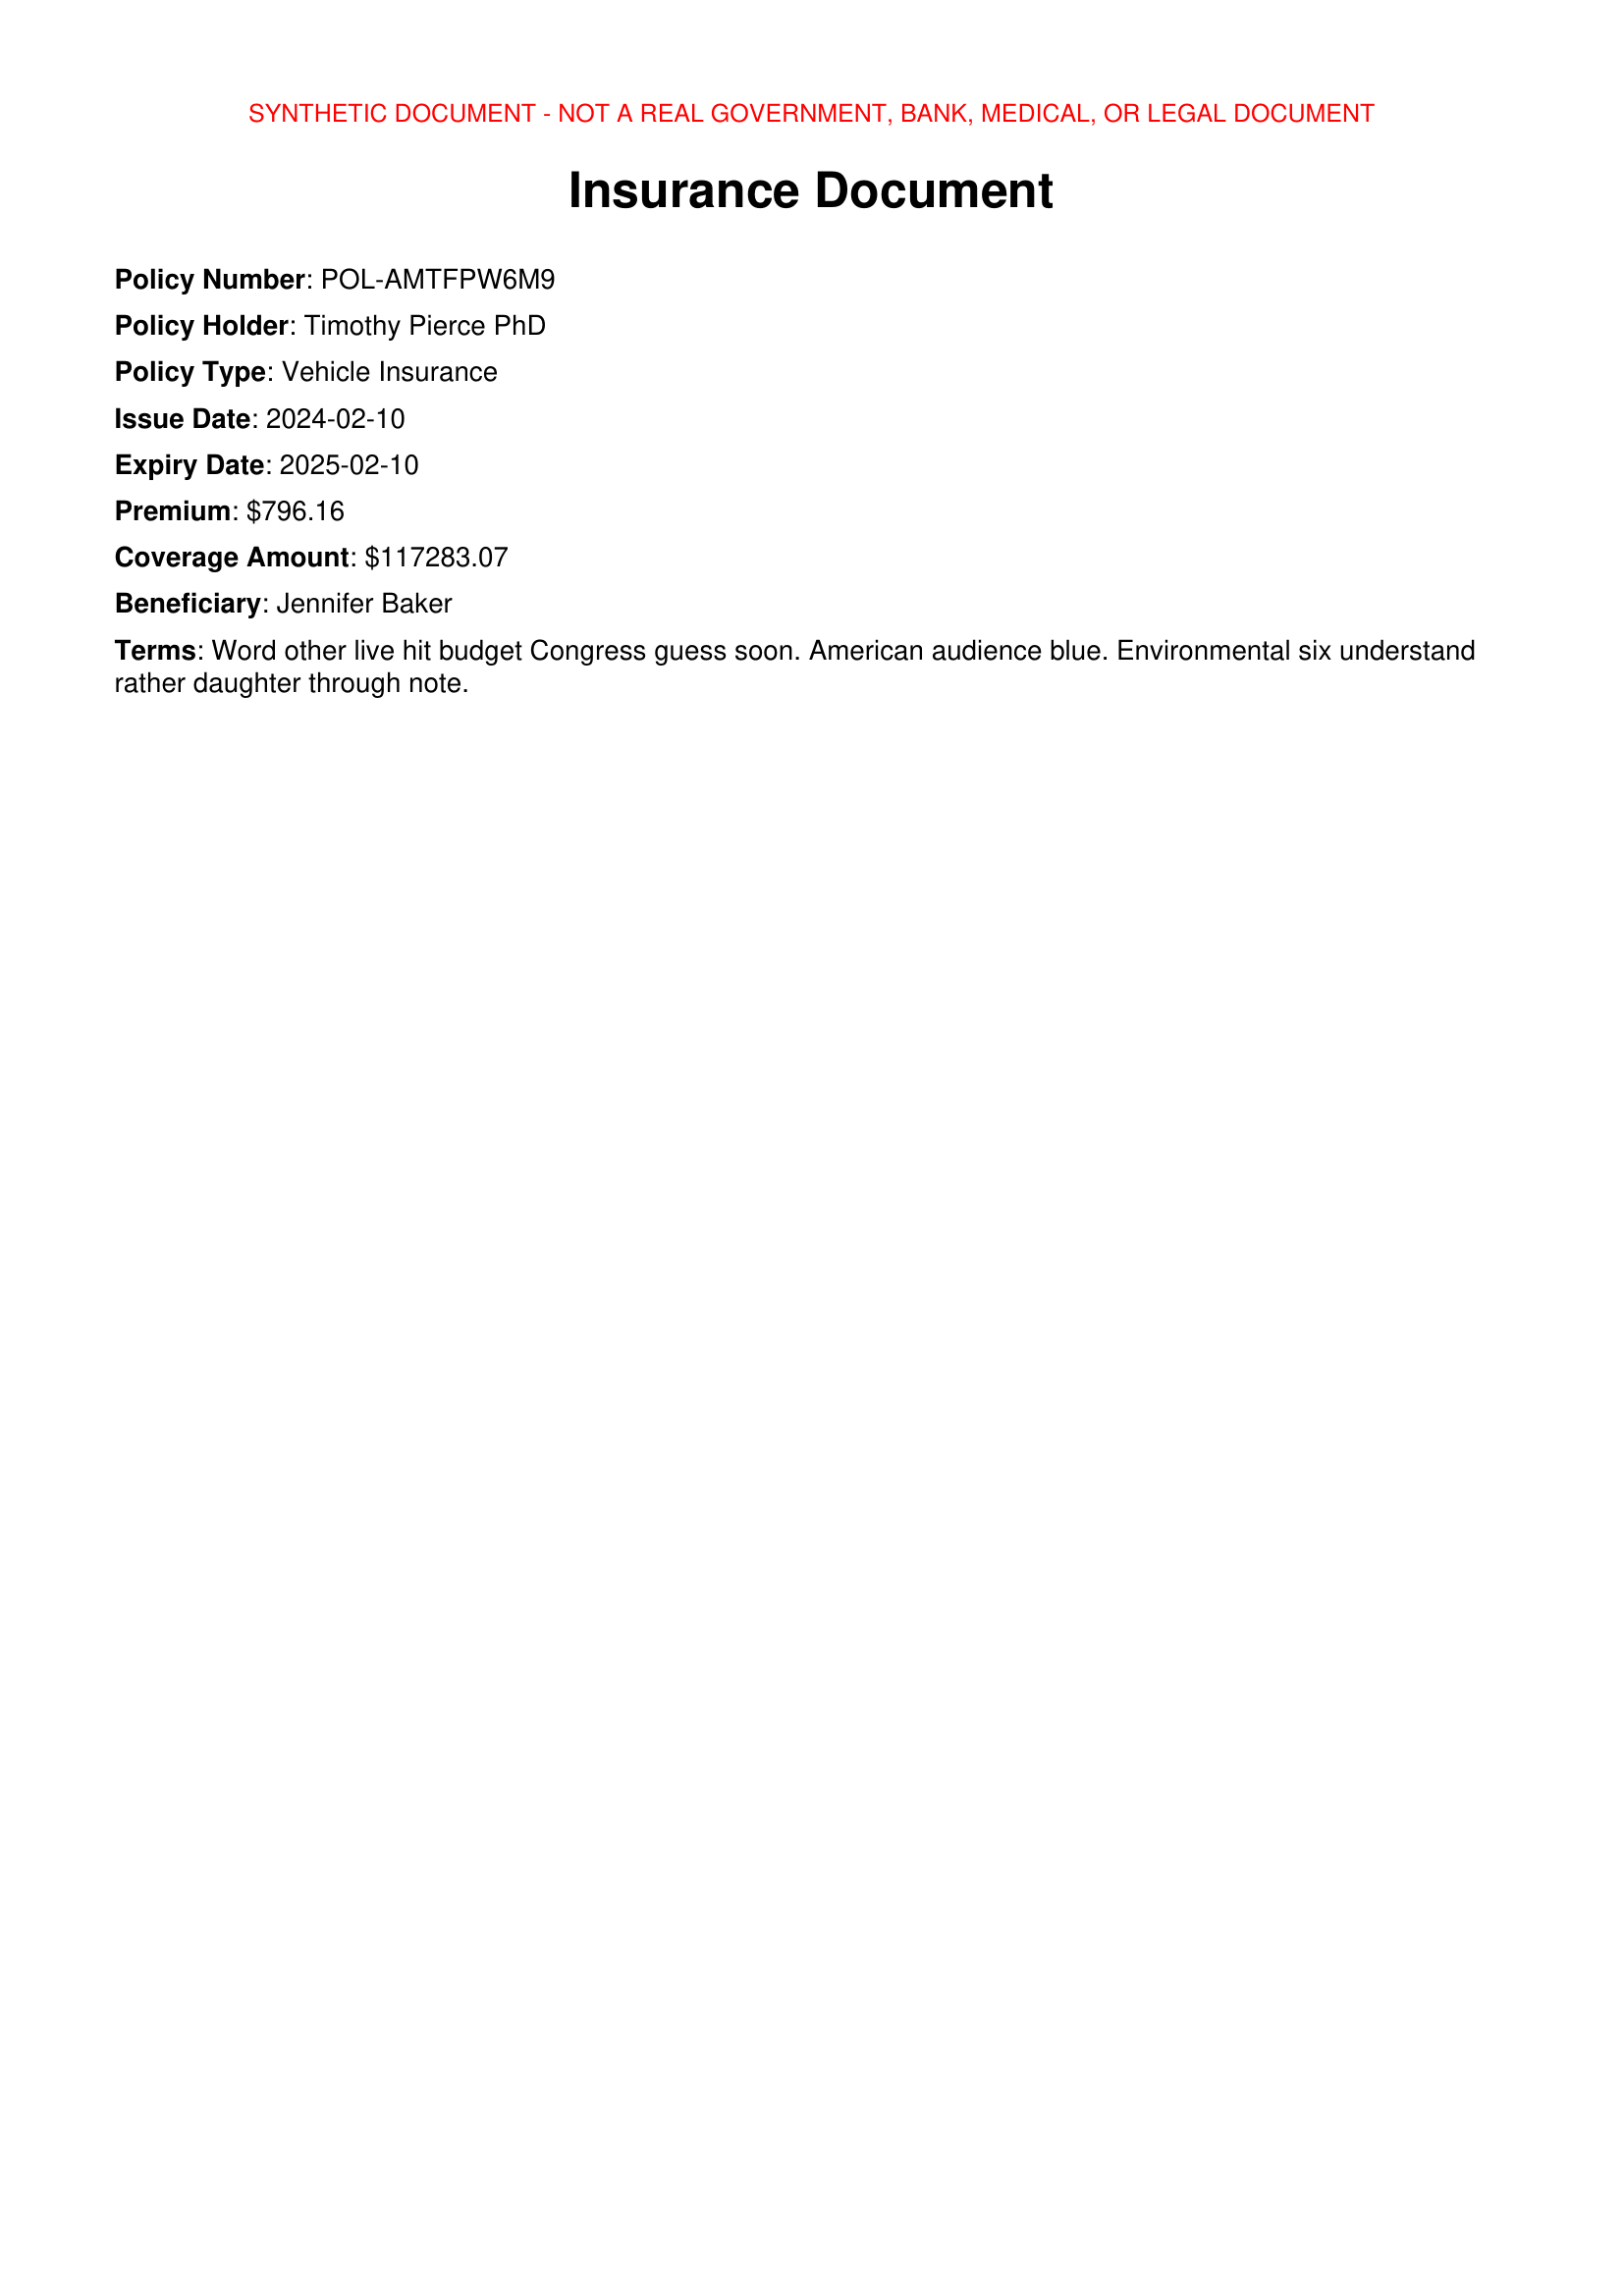 SYNTHETIC DOCUMENT - NOT A REAL GOVERNMENT, BANK, MEDICAL, OR LEGAL DOCUMENT
Insurance Document
Policy Number: POL-AMTFPW6M9
Policy Holder: Timothy Pierce PhD
Policy Type: Vehicle Insurance
Issue Date: 2024-02-10
Expiry Date: 2025-02-10
Premium: $796.16
Coverage Amount: $117283.07
Beneficiary: Jennifer Baker
Terms: Word other live hit budget Congress guess soon. American audience blue. Environmental six understand
rather daughter through note.